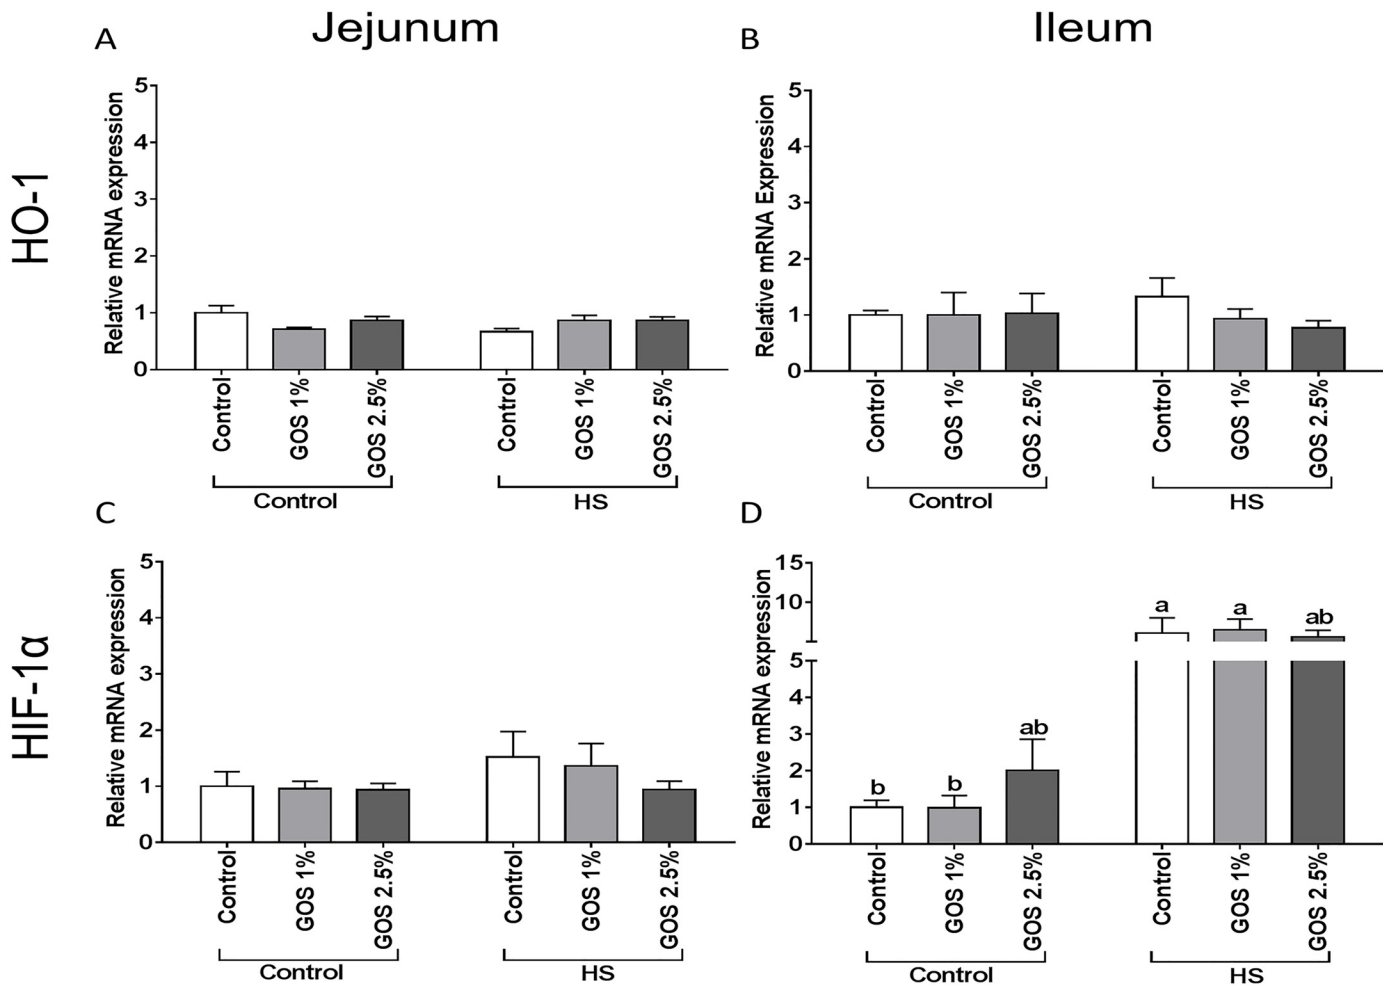 Jejunum
Ileum
HO-1
HIF-1α
A
Relative mRNA expression
5
4
3
2
1
0
Control
GOS 1%
GOS 2.5%
Control
GOS 1%
GOS 2.5%
Control
HS
B
Relative mRNA Expression
5
4
3
2
1
0
Control
GOS 1%
GOS 2.5%
Control
GOS 1%
GOS 2.5%
Control
HS
C
Relative mRNA expression
5
4
3
2
1
0
Control
GOS 1%
GOS 2.5%
Control
GOS 1%
GOS 2.5%
Control
HS
D
Relative mRNA expression
15
10
5
4
3
2
1
0
b
b
ab
a
a
ab
Control
GOS 1%
GOS 2.5%
Control
GOS 1%
GOS 2.5%
Control
HS